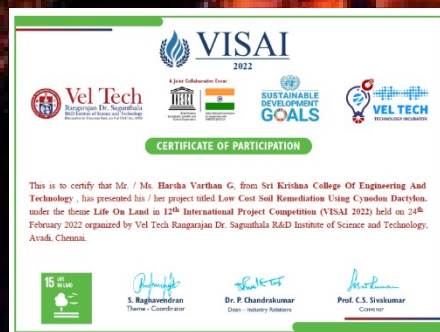 VISAI
2022
A Joint Collaborative Event
Vel Tech
Rangarajan Dr. Sagunthala
R&D Institute of Science and Technology
SUSTAINABLE
DEVELOPMENT
GOALS
VEL TECH
TECHNOLOGY INCUBATOR
CERTIFICATE OF PARTICIPATION
This is to certify that Mr. / Ms. Harsha Varthan G, from Sri Krishna College Of Engineering And
Technology , has presented his / her project titled Low Cost Soil Remediation Using Cynodon Dactylon.
under the theme Life On Land in 12th International Project Competition (VISAI 2022) held on 24th
February 2022 organized by Vel Tech Rangarajan Dr. Sagunthala R&D Institute of Science and Technology,
Avadi, Chennai.
15 LIFE
ON LAND
S. Raghavendran
Theme - Coordinator
Dr. P. Chandrakumar
Dean - Industry Relations
Prof. C.S. Sivakumar
Convenor